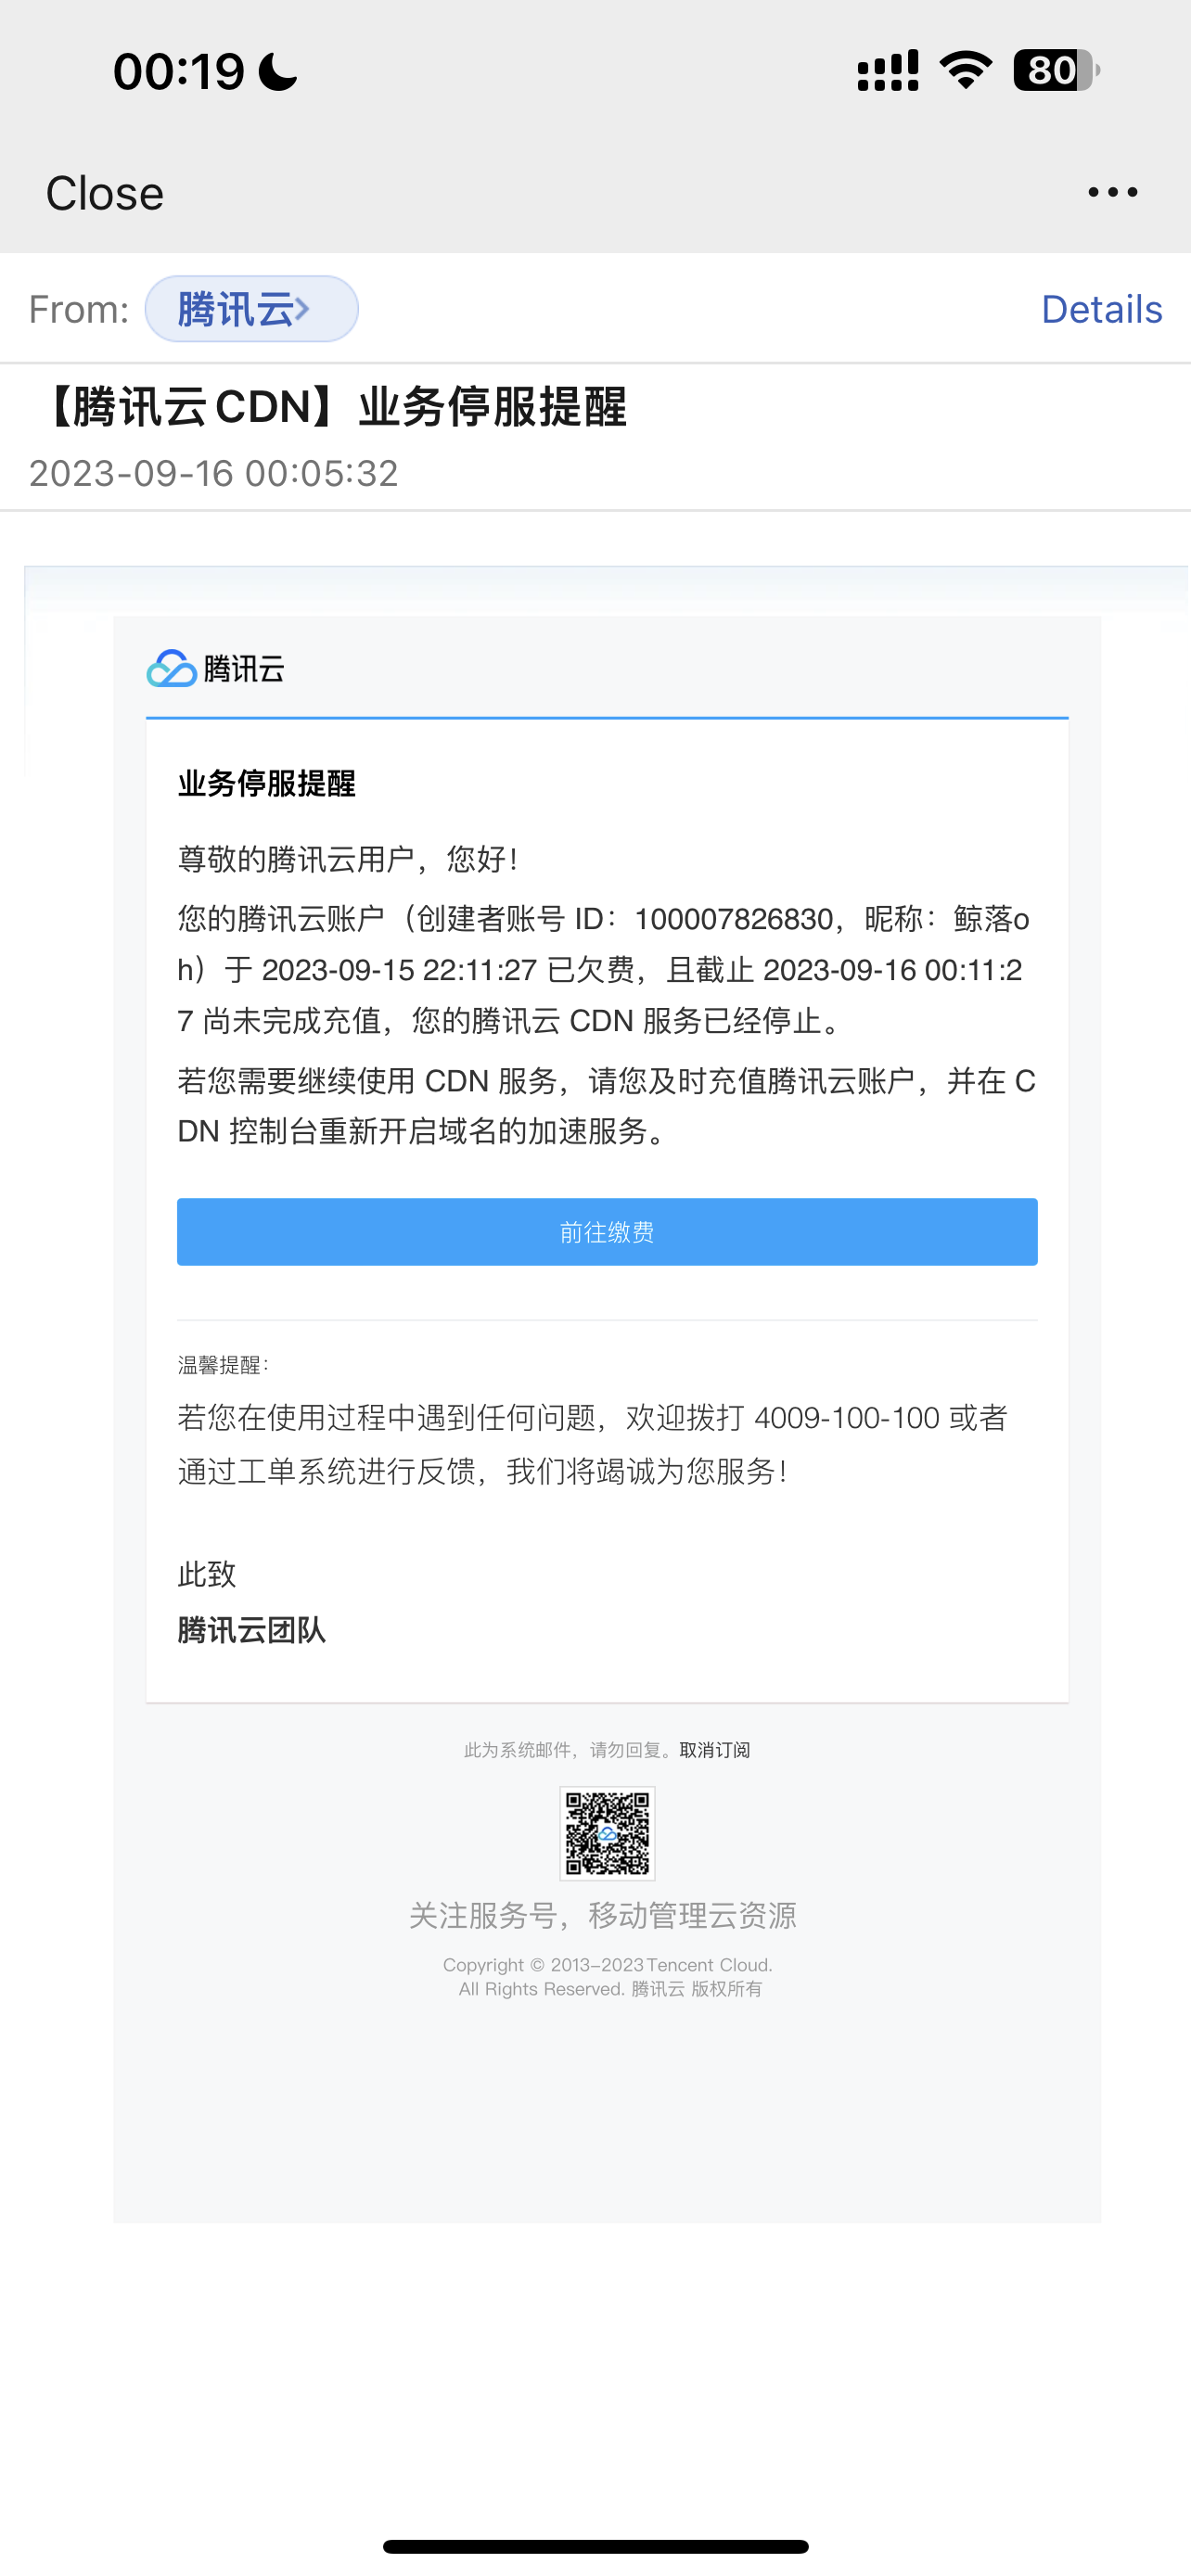 00:19
80
Close
From: 腾讯云
Details
【腾讯云CDN】业务停服提醒
2023-09-16 00:05:32
腾讯云
业务停服提醒
尊敬的腾讯云用户，您好！
您的腾讯云账户（创建者账号 ID：100007826830，昵称：鲸落o
h）于 2023-09-15 22:11:27 已欠费，且截止 2023-09-16 00:11:2
7 尚未完成充值，您的腾讯云 CDN 服务已经停止。
若您需要继续使用 CDN 服务，请您及时充值腾讯云账户，并在 C
DN 控制台重新开启域名的加速服务。
前往缴费
温馨提醒：
若您在使用过程中遇到任何问题，欢迎拨打 4009-100-100 或者
通过工单系统进行反馈，我们将竭诚为您服务！
此致
腾讯云团队
此为系统邮件，请勿回复。取消订阅
关注服务号，移动管理云资源
Copyright © 2013-2023 Tencent Cloud.
All Rights Reserved. 腾讯云 版权所有